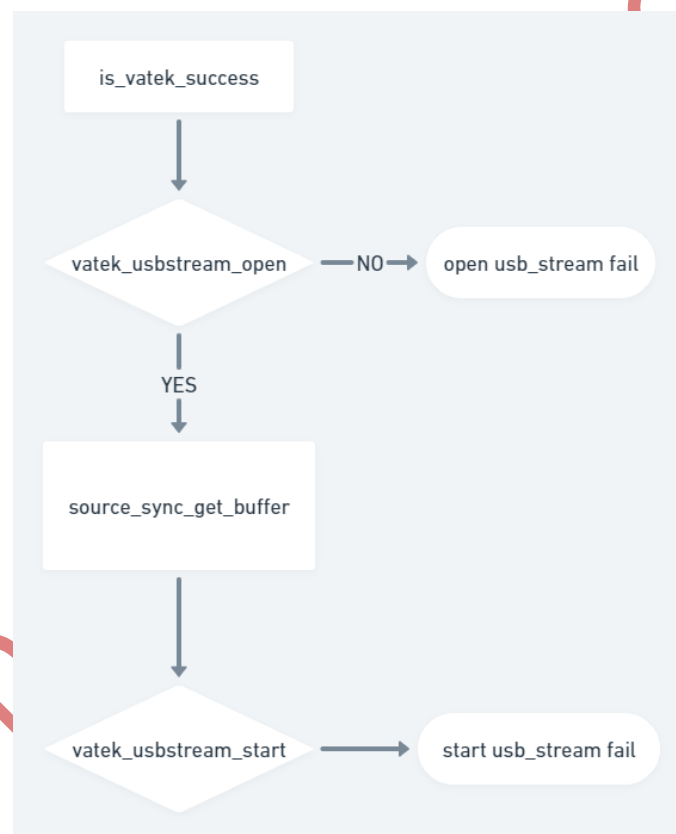 is_vatek_success
vatek_usbstream_open
NO
open usb_stream fail
YES
source_sync_get_buffer
vatek_usbstream_start
start usb_stream fail